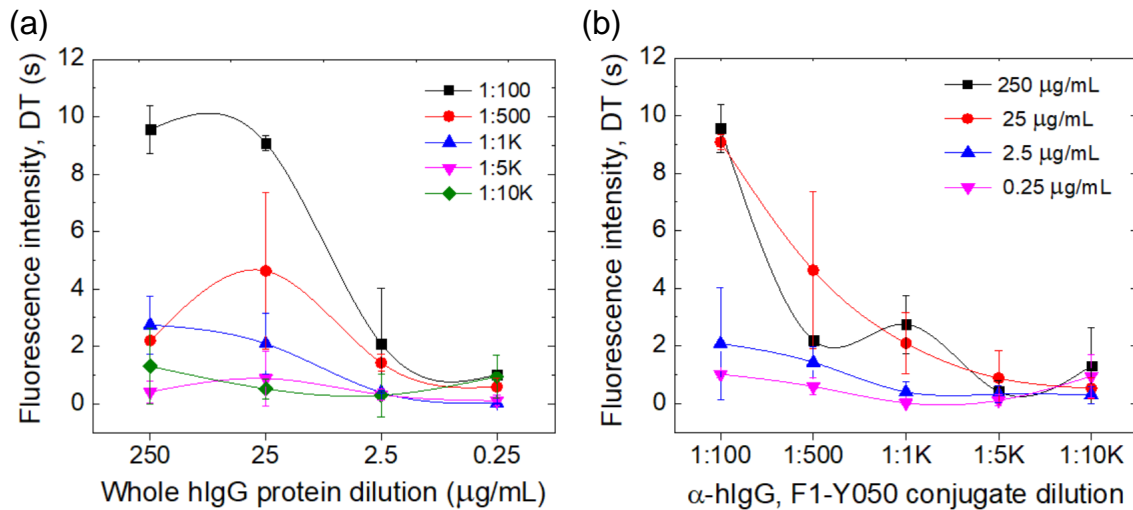 (a)
Fluorescence intensity, DT (s)
12
10
8
6
4
2
0
1:100
1:500
1:1K
1:5K
1:10K
250
25
2.5
0.25
Whole hIgG protein dilution (μg/mL)
(b)
Fluorescence intensity, DT (s)
12
10
8
6
4
2
0
250 μg/mL
25 μg/mL
2.5 μg/mL
0.25 μg/mL
1:100
1:500
1:1K
1:5K
1:10K
α-hIgG, F1-Y050 conjugate dilution